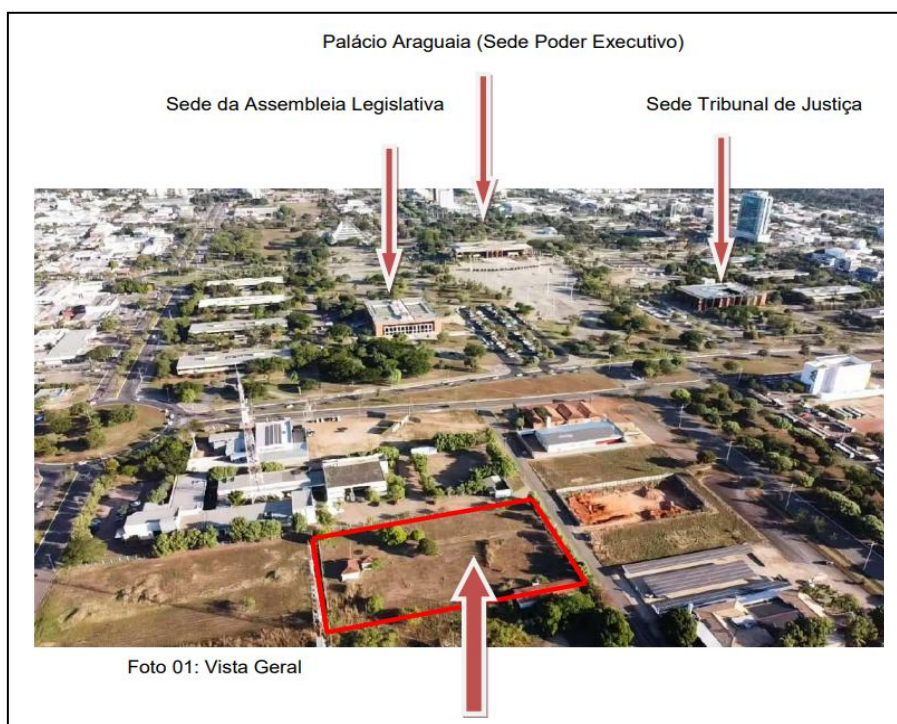 Palácio Araguaia (Sede Poder Executivo)
Sede da Assembleia Legislativa
Sede Tribunal de Justiça
Foto 01: Vista Geral